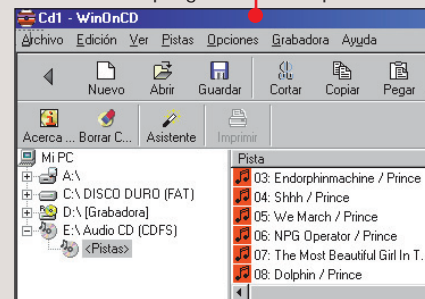 Cd1 - WinOnCD
Archivo Edición Ver Pistas Opciones Grabadora Ayuda
Nuevo Abrir Guardar Cortar Copiar Pegar
Acerca ... Borrar C... Asistente Imprimir
Mi PC
Pista
A:\
C:\ DISCO DURO (FAT)
D:\ [Grabadora]
E:\ Audio CD (CDFS)
<Pistas>
03: Endorphinmachine / Prince
04: Shhh / Prince
05: We March / Prince
06: NPG Operator / Prince
07: The Most Beautiful Girl In T.
08: Dolphin / Prince